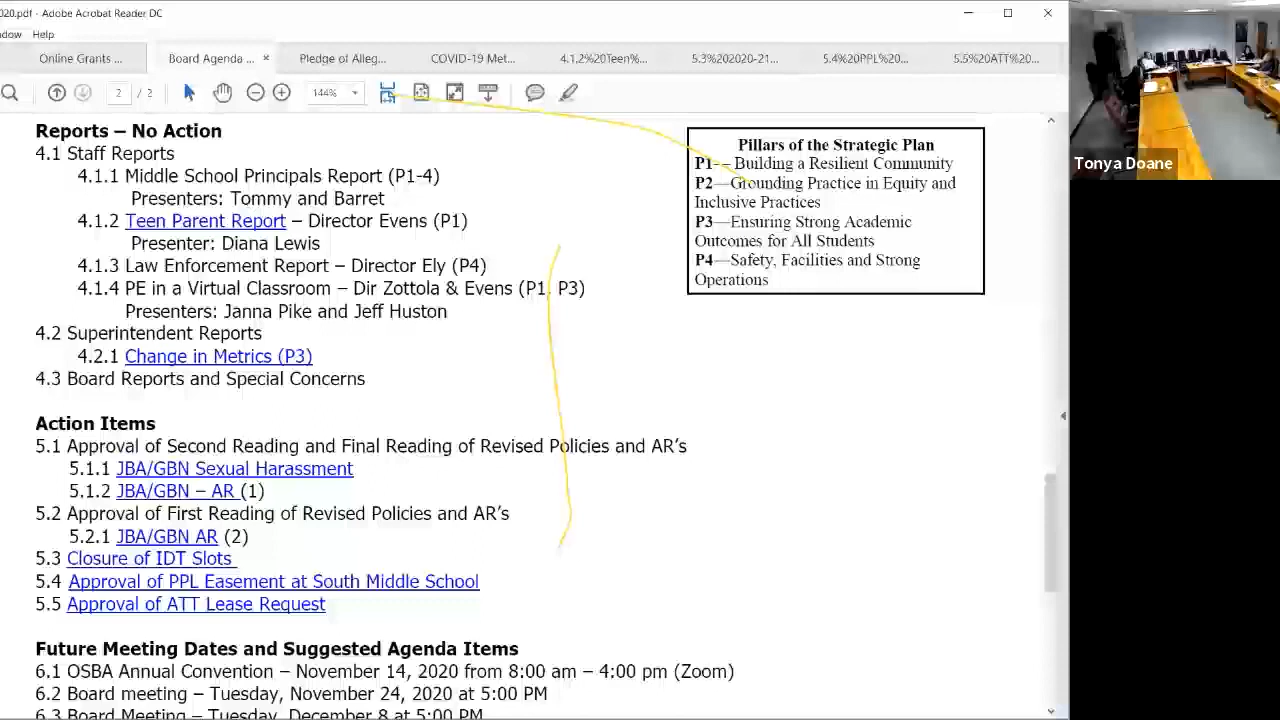 020.pdf - Adobe Acrobat Reader DC
dow Help
Online Grants ...
Board Agenda ... ×
Pledge of Alleg...
COVID-19 Met...
4.1,2%20Teen%...
5.3%202020-21...
5.4%20PPL%20...
5.5%20ATT%20...
2 / 2
144%
Reports – No Action
4.1 Staff Reports
4.1.1 Middle School Principals Report (P1-4)
Presenters: Tommy and Barret
4.1.2 Teen Parent Report – Director Evens (P1)
Presenter: Diana Lewis
4.1.3 Law Enforcement Report – Director Ely (P4)
4.1.4 PE in a Virtual Classroom – Dir Zottola & Evens (P1, P3)
Presenters: Janna Pike and Jeff Huston
4.2 Superintendent Reports
4.2.1 Change in Metrics (P3)
4.3 Board Reports and Special Concerns
Pillars of the Strategic Plan
P1-– Building a Resilient Community
P2—Grounding Practice in Equity and
Inclusive Practices
P3—Ensuring Strong Academic
Outcomes for All Students
P4—Safety, Facilities and Strong
Operations
Action Items
5.1 Approval of Second Reading and Final Reading of Revised Policies and AR’s
5.1.1 JBA/GBN Sexual Harassment
5.1.2 JBA/GBN – AR (1)
5.2 Approval of First Reading of Revised Policies and AR’s
5.2.1 JBA/GBN AR (2)
5.3 Closure of IDT Slots
5.4 Approval of PPL Easement at South Middle School
5.5 Approval of ATT Lease Request
Future Meeting Dates and Suggested Agenda Items
6.1 OSBA Annual Convention – November 14, 2020 from 8:00 am – 4:00 pm (Zoom)
6.2 Board meeting – Tuesday, November 24, 2020 at 5:00 PM
6.3 Board Meeting – Tuesday, December 8 at 5:00 PM
Tonya Doane